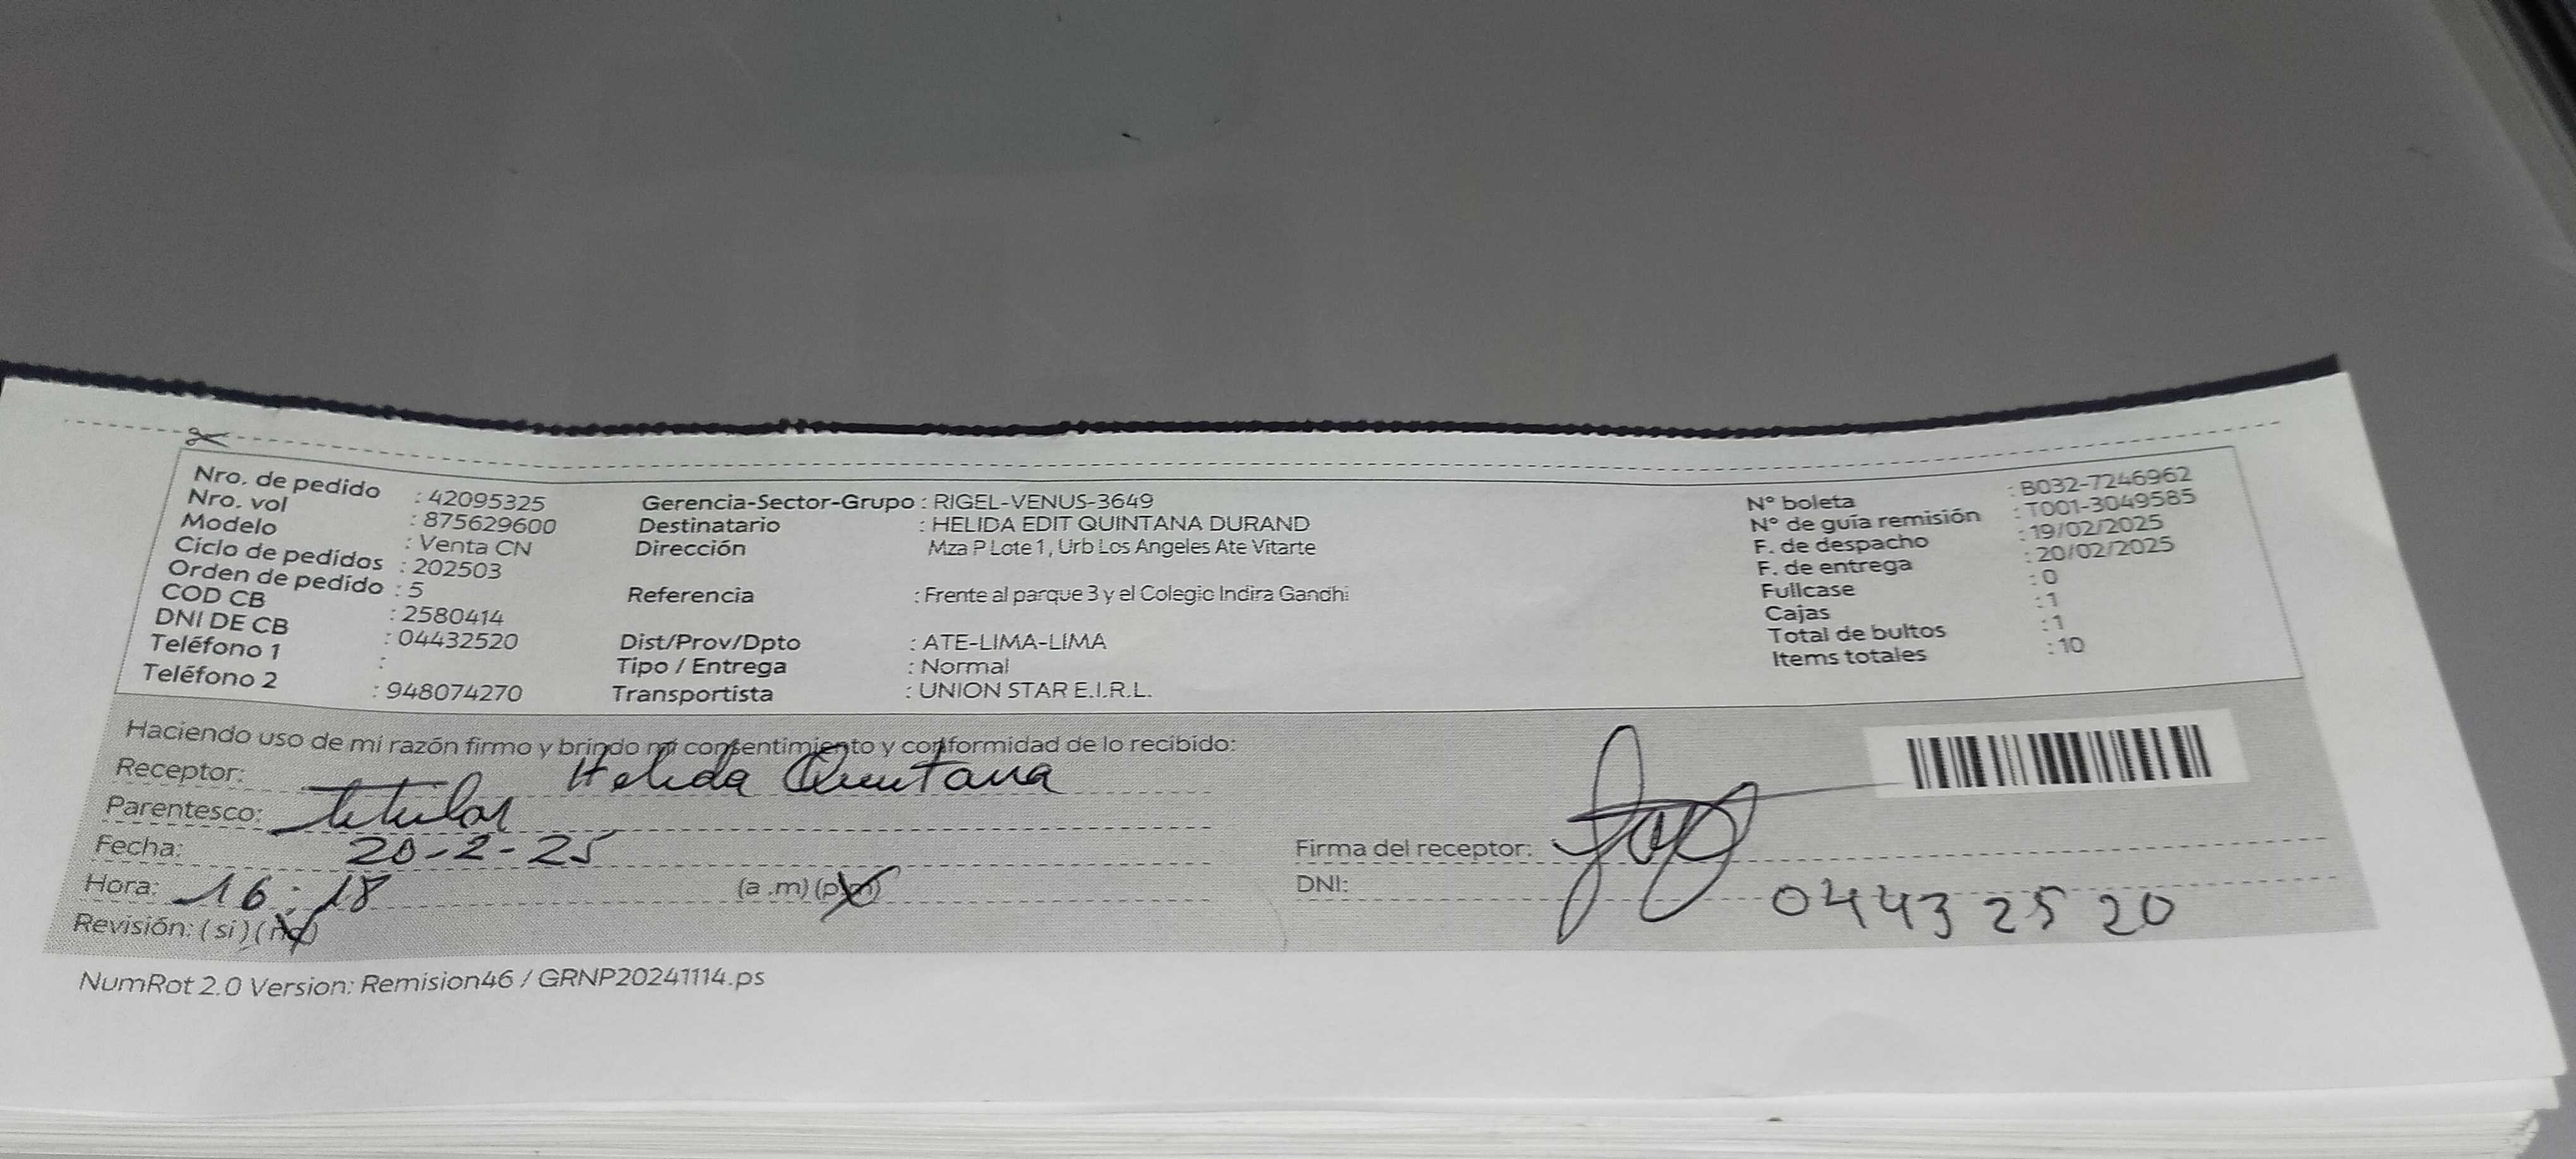 Nro. de pedido : 42095325
Nro. vol : 875629600
Modelo : Venta CN
Ciclo de pedidos : 202503
Orden de pedido : 5
COD CB : 2580414
DNI DE CB : 04432520
Teléfono 1 :
Teléfono 2 : 948074270
Gerencia-Sector-Grupo : RIGEL-VENUS-3649
Destinatario : HELIDA EDIT QUINTANA DURAND
Dirección Mza P Lote 1, Urb Los Angeles Ate Vitarte
Referencia : Frente al parque 3 y el Colegio Indira Gandhi
Dist/Prov/Dpto : ATE-LIMA-LIMA
Tipo / Entrega : Normal
Transportista : UNION STAR E.I.R.L.
N° boleta : B032-7246962
N° de guía remisión : T001-3049585
F. de despacho : 19/02/2025
F. de entrega : 20/02/2025
Fullcase : 0
Cajas : 1
Total de bultos : 1
Items totales : 10
Haciendo uso de mi razón firmo y brindo mi consentimiento y conformidad de lo recibido:
Receptor: Helida Quintana
Parentesco: titular
Fecha: 20-2-25
Hora: 16:18 (a .m) (p.m)
Revisión: ( si ) ( no )
Firma del receptor:
DNI: 04432520
NumRot 2.0 Version: Remision46 / GRNP20241114.ps